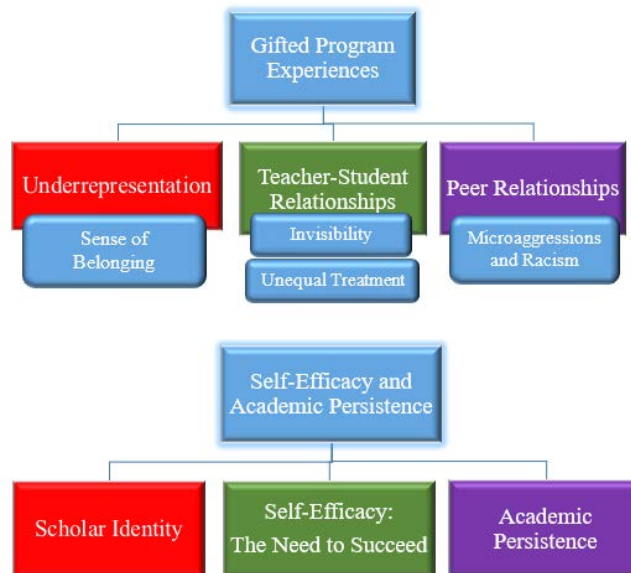 Gifted Program
Experiences
Underrepresentation
Sense of
Belonging
Teacher-Student
Relationships
Invisibility
Unequal Treatment
Peer Relationships
Microaggressions
and Racism
Self-Efficacy and
Academic Persistence
Scholar Identity
Self-Efficacy:
The Need to Succeed
Academic
Persistence